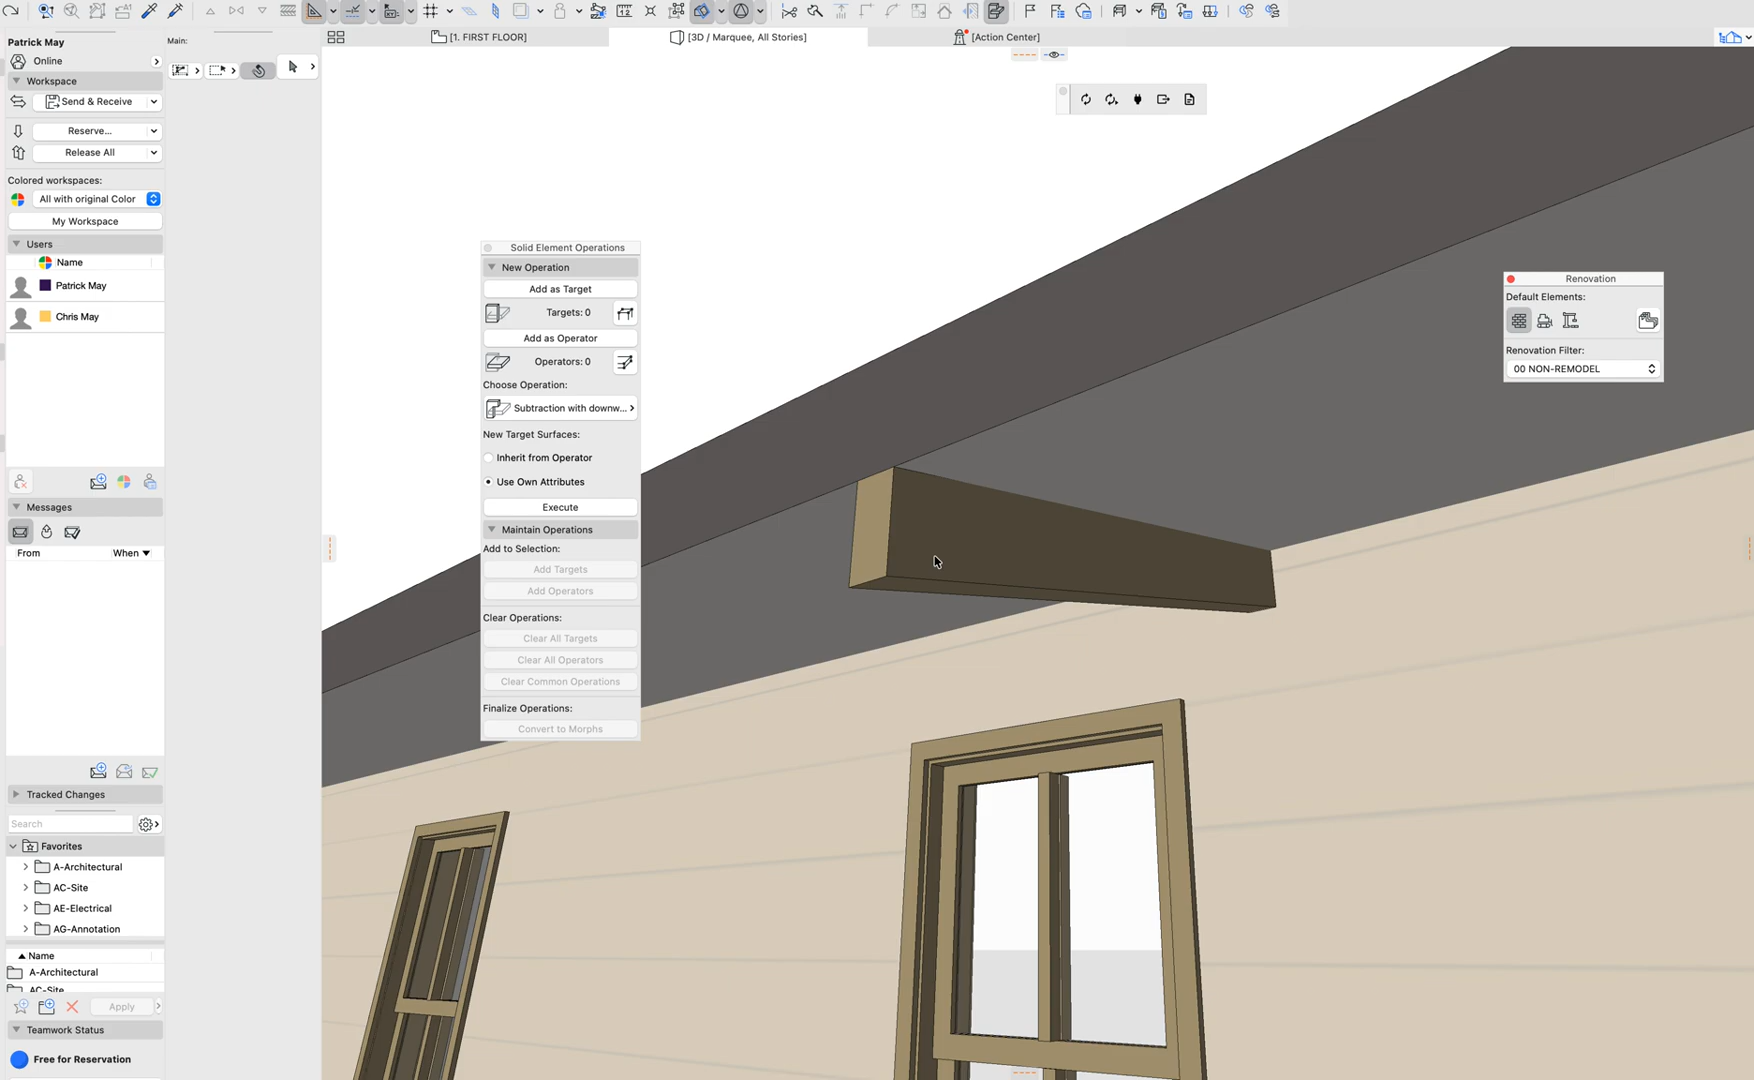 Patrick May
Online
Workspace
Send & Receive
Reserve...
Release All
Colored workspaces:
All with original Color
My Workspace
Users
Name
Patrick May
Chris May
Messages
From When
Tracked Changes
Search
Favorites
A-Architectural
AC-Site
AE-Electrical
AG-Annotation
Name
A-Architectural
AC-Site
Apply
Teamwork Status
Free for Reservation
Main:
[1. FIRST FLOOR]
[3D / Marquee, All Stories]
[Action Center]
Solid Element Operations
New Operation
Add as Target
Targets: 0
Add as Operator
Operators: 0
Choose Operation:
Subtraction with downw...
New Target Surfaces:
Inherit from Operator
Use Own Attributes
Execute
Maintain Operations
Add to Selection:
Add Targets
Add Operators
Clear Operations:
Clear All Targets
Clear All Operators
Clear Common Operations
Finalize Operations:
Convert to Morphs
Renovation
Default Elements:
Renovation Filter:
00 NON-REMODEL